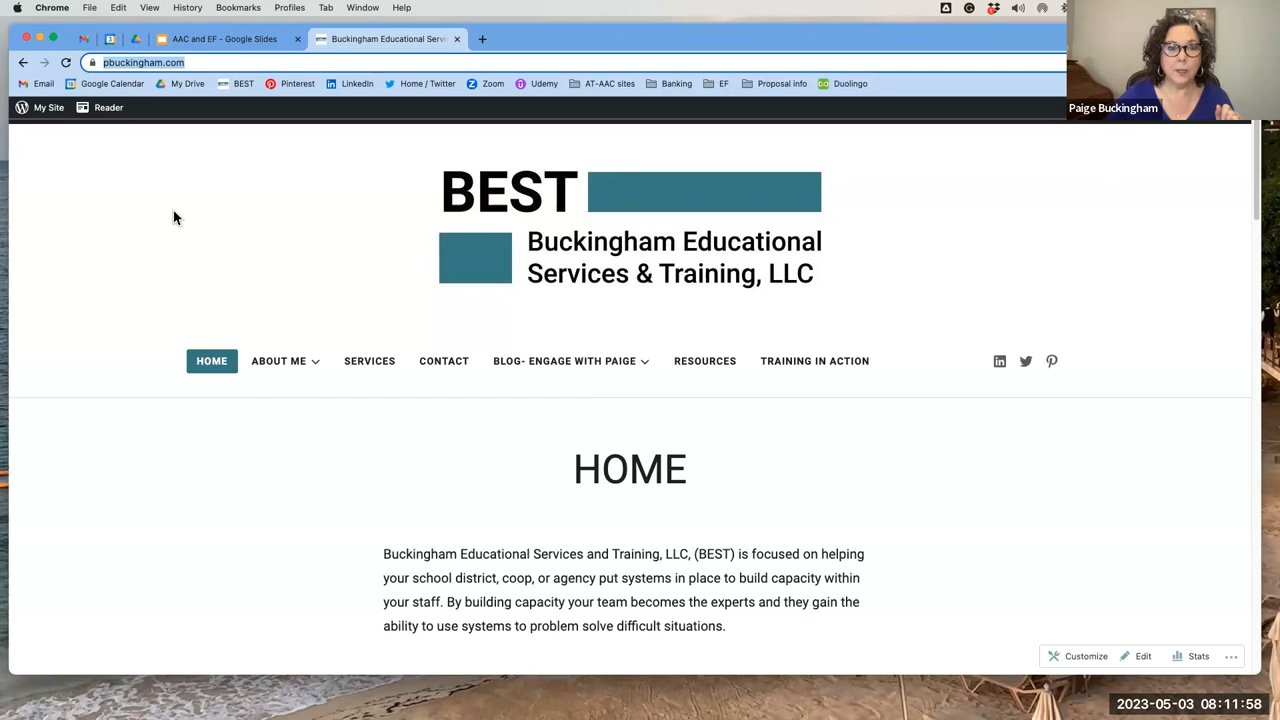 Chrome File Edit View History Bookmarks Profiles Tab Window Help
AAC and EF - Google Slides
Buckingham Educational Servi
pbuckingham.com
Email Google Calendar My Drive BEST Pinterest LinkedIn Home / Twitter Zoom Udemy AT-AAC sites Banking EF Proposal info Duolingo
Paige Buckingham
My Site Reader
BEST
Buckingham Educational
Services & Training, LLC
HOME ABOUT ME SERVICES CONTACT BLOG- ENGAGE WITH PAIGE RESOURCES TRAINING IN ACTION
HOME
Buckingham Educational Services and Training, LLC, (BEST) is focused on helping
your school district, coop, or agency put systems in place to build capacity within
your staff. By building capacity your team becomes the experts and they gain the
ability to use systems to problem solve difficult situations.
Customize Edit Stats ...
2023-05-03 08:11:58